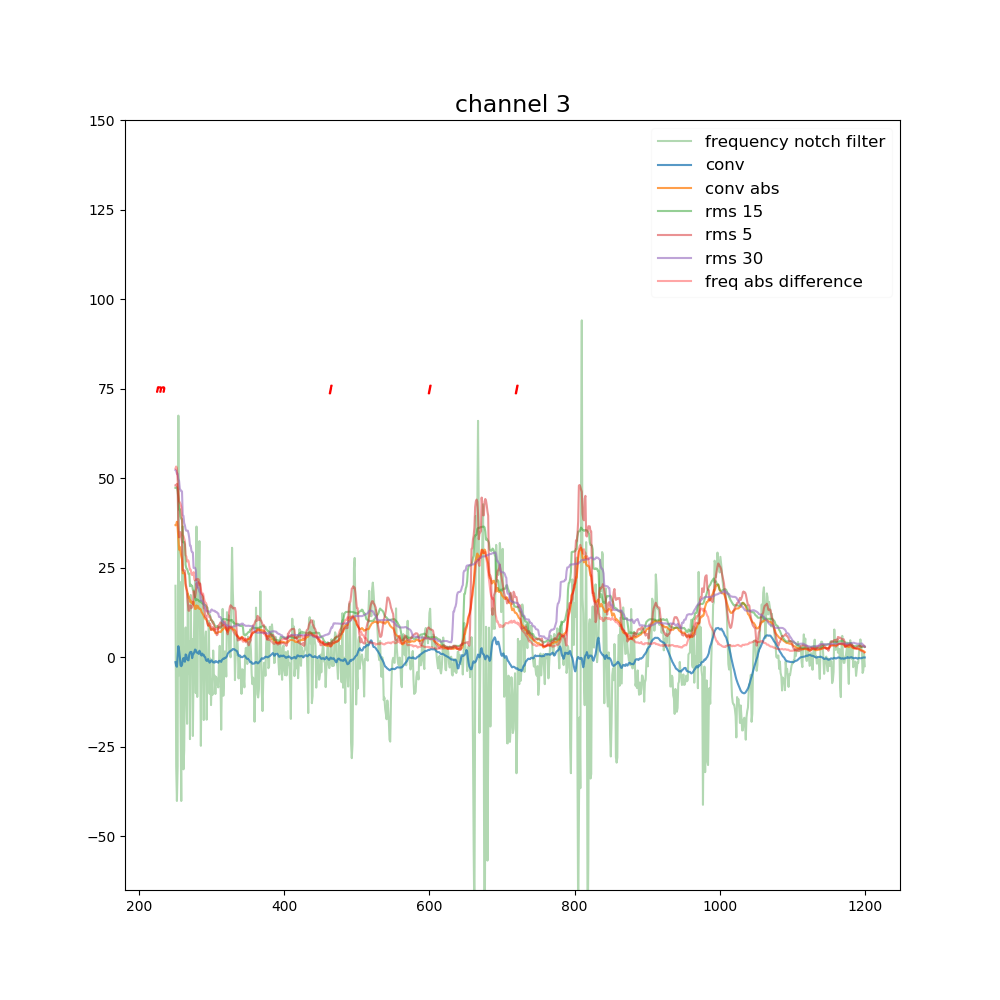 channel 3
150
125
100
75
50
25
0
−25
−50
200 400 600 800 1000 1200
frequency notch filter
conv
conv abs
rms 15
rms 5
rms 30
freq abs difference
m I I I